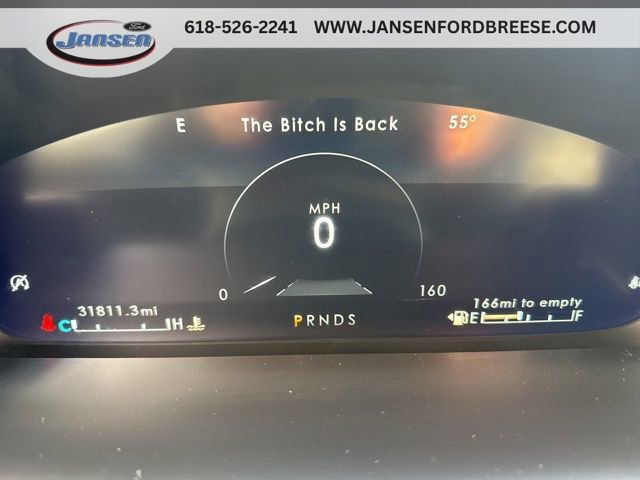 Ford
JANSEN
618-526-2241 WWW.JANSENFORDBREESE.COM
E The Bitch Is Back 55°
MPH
0
0 160
31811.3mi 166mi to empty
C H E F
PRNDS